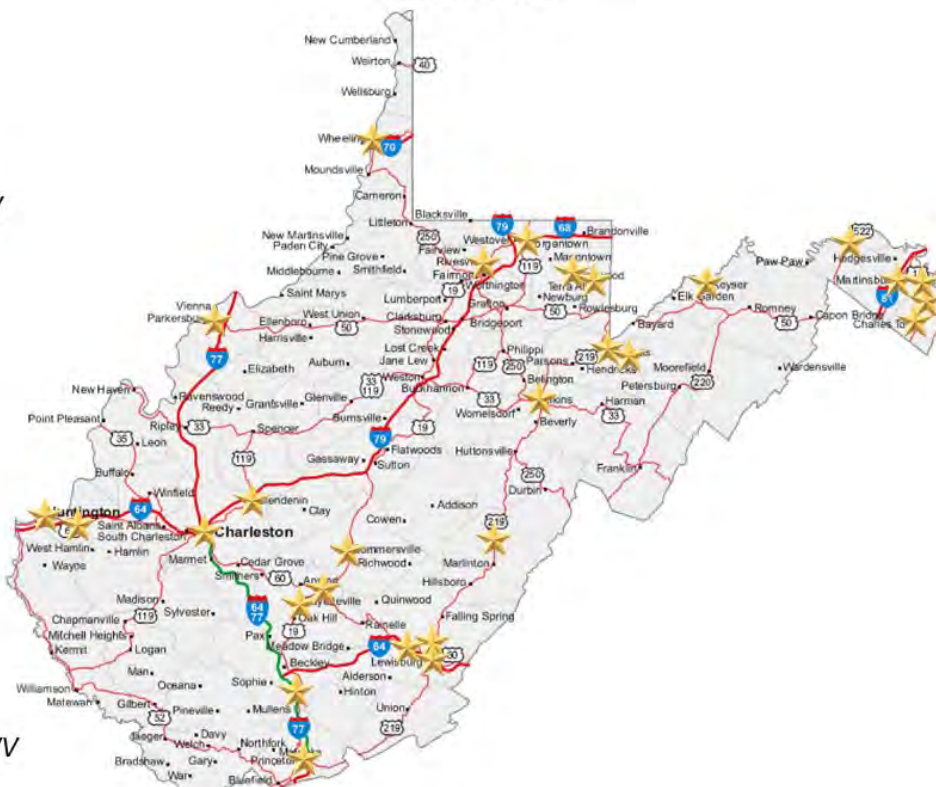 New Cumberland
Weirton
40
Wellsburg
Wheeling
70
Moundsville
Cameron
Blacksville
Littleton
79
68
Brandonville
250
Westover
New Martinsville
Paden City
Fairview
522
Pine Grove
119
Paw Paw
Hedgesville
Middlebourne
Smithfield
Fairmont
Worthington
Terra Al
Newburg
Elk Garden
Saint Marys
19
Lumberport
Grafton
Rowlesburg
Romney
81
Vienna
West Union
Clarksburg
50
Capon Bridge
Ellenboro
50
Stonewood
Bridgeport
Bayard
50
Harrisville
77
Lost Creek
Philippi
219
Auburn
Jane Lew
119
Parsons
Hendricks
Moorefield
Wardensville
Elizabeth
33
119
Weston
250
Belington
220
New Haven
Buckhannon
Petersburg
Ravenswood
Grantsville
Glenville
33
Harman
Reedy
Womelsdorf
33
Point Pleasant
Burnsville
Beverly
Ripley
33
Spencer
19
35
Leon
79
Flatwoods
Huttonsville
119
Gassaway
Sutton
250
Franklin
Buffalo
Durbin
Winfield
Addison
64
Clay
Cowen
219
Saint Albans
Charleston
South Charleston
West Hamlin
Hamlin
Richwood
Marlinton
Wayne
Marmet
Cedar Grove
Smithers
60
Hillsboro
Madison
Sylvester
64
77
Quinwood
Chapmanville
119
Oak Hill
Falling Spring
Mitchell Heights
19
Rainelle
Pax
Meadow Bridge
64
Kermit
Logan
Lewisburg
Beckley
Man
Alderson
Williamson
Oceana
Sophie
Hinton
Matewan
Gilbert
Pineville
Mullens
Union
52
77
219
Iaeger
Davy
Northfork
Welch
Bradshaw
Gary
Princeton
War
Bluefield